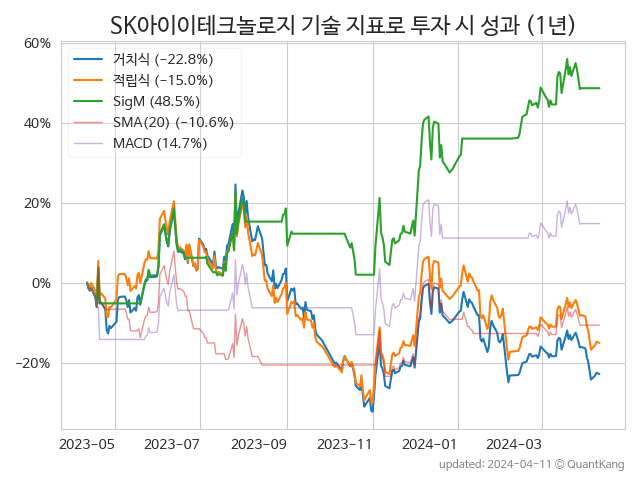 SK아이이테크놀로지 기술 지표로 투자 시 성과 (1년)
60%
40%
20%
0%
−20%
거치식 (−22.8%)
적립식 (−15.0%)
SigM (48.5%)
SMA(20) (−10.6%)
MACD (14.7%)
2023-05
2023-07
2023-09
2023-11
2024-01
2024-03
updated: 2024-04-11 © QuantKang